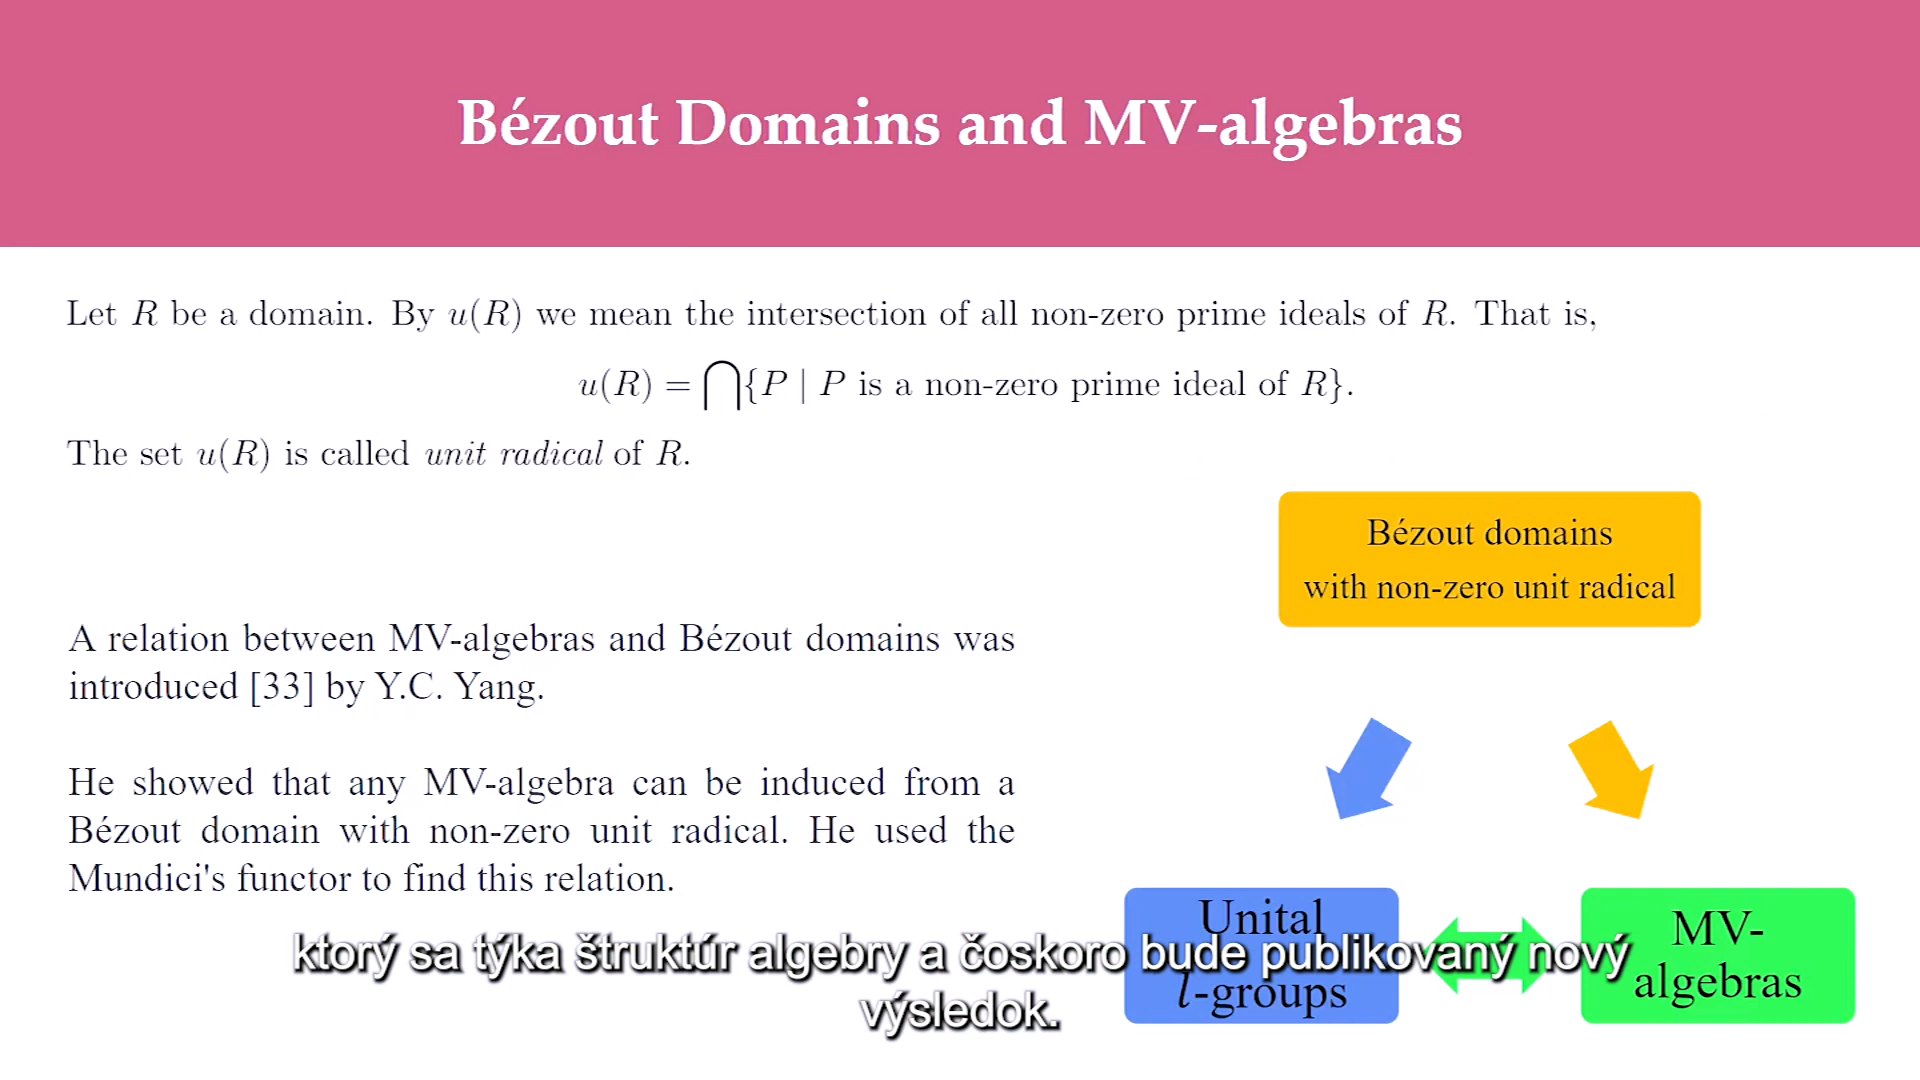 Bézout Domains and MV-algebras
Let R be a domain. By u(R) we mean the intersection of all non-zero prime ideals of R. That is,
u(R) = ⋂{P | P is a non-zero prime ideal of R}.
The set u(R) is called unit radical of R.
Bézout domains
with non-zero unit radical
A relation between MV-algebras and Bézout domains was
introduced [33] by Y.C. Yang.
He showed that any MV-algebra can be induced from a
Bézout domain with non-zero unit radical. He used the
Mundici's functor to find this relation.
Unital
l-groups
MV-
algebras
ktorý sa týka štruktúr algebry a čoskoro bude publikovaný nový
výsledok.